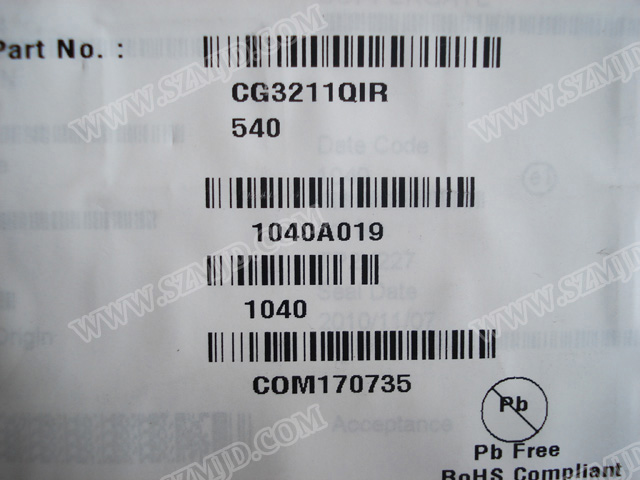 Part No. :
CG3211QIR
540
Date Code
1040A019
227
Seal Date
1040
2010/11/07
Origin
COM170735
Pb
Acceptance
Pb Free
RoHS Compliant
WWW.SZMJD.COM
WWW.SZMJD.COM
WWW.SZMJD.COM
WWW.SZMJD.COM
WWW.SZMJD.COM
WWW.SZMJD.COM